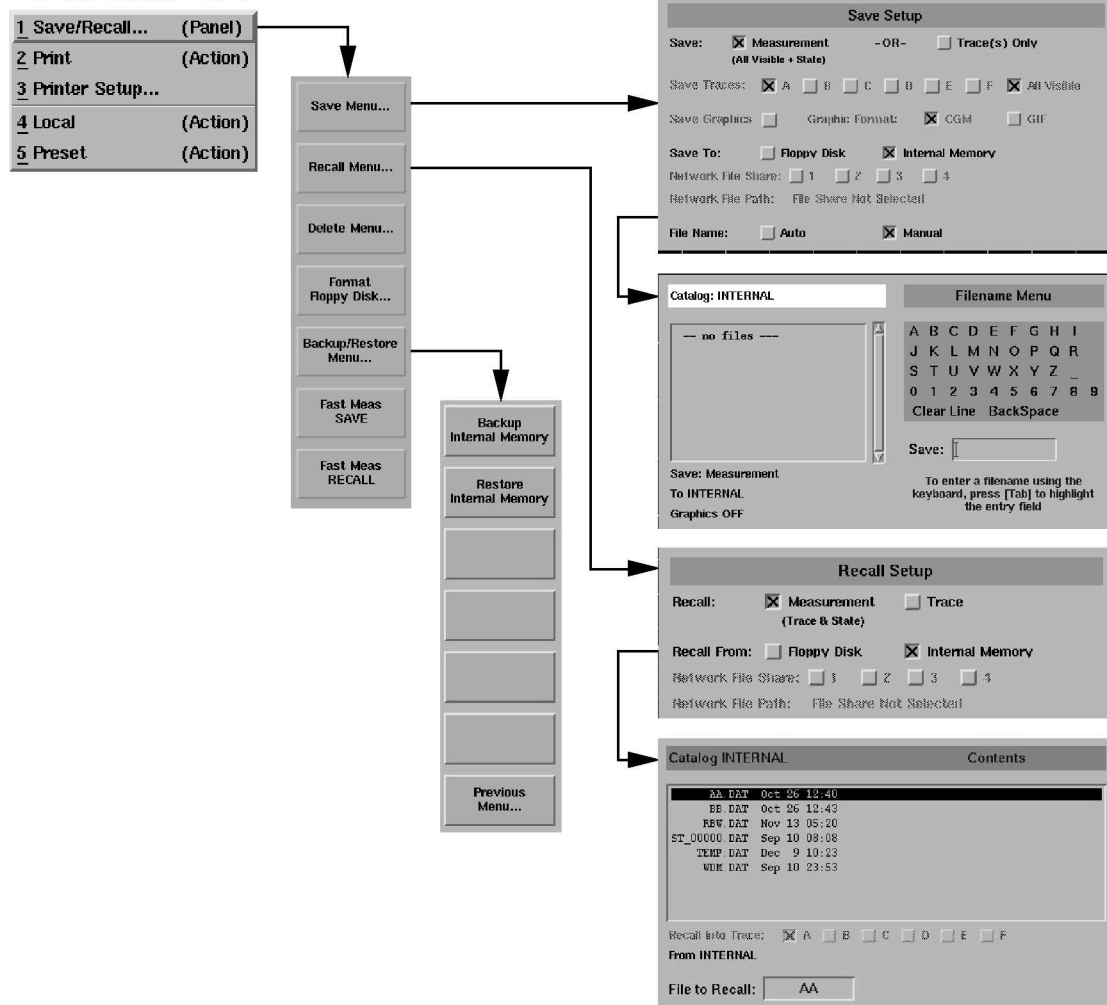 1 Save/Recall... (Panel)
2 Print (Action)
3 Printer Setup...
4 Local (Action)
5 Preset (Action)
Save Menu...
Recall Menu...
Delete Menu...
Format
Floppy Disk...
Backup/Restore
Menu...
Fast Meas
SAVE
Fast Meas
RECALL
Backup
Internal Memory
Restore
Internal Memory
Previous
Menu...
Save Setup
Save: Measurement -OR- Trace(s) Only
(All Visible + State)
Save Traces: A B C D E F All Visible
Save Graphics Graphic Format: CGM GIF
Save To: Floppy Disk Internal Memory
Network File Share: 1 2 3 4
Network File Path: File Share Not Selected
File Name: Auto Manual
Catalog: INTERNAL
-- no files ---
Save: Measurement
To INTERNAL
Graphics OFF
Filename Menu
A B C D E F G H I
J K L M N O P Q R
S T U V W X Y Z _
0 1 2 3 4 5 6 7 8 9
Clear Line BackSpace
Save:
To enter a filename using the
keyboard, press [Tab] to highlight
the entry field
Recall Setup
Recall: Measurement Trace
(Trace & State)
Recall From: Floppy Disk Internal Memory
Network File Share: 1 2 3 4
Network File Path: File Share Not Selected
Catalog INTERNAL Contents
AA.DAT Oct 26 12:40
BB.DAT Oct 26 12:43
RBW.DAT Nov 13 05:20
ST_00000.DAT Sep 10 08:08
TEMP.DAT Dec 9 10:23
WDM.DAT Sep 10 23:53
Recall Into Trace: A B C D E F
From INTERNAL
File to Recall: AA